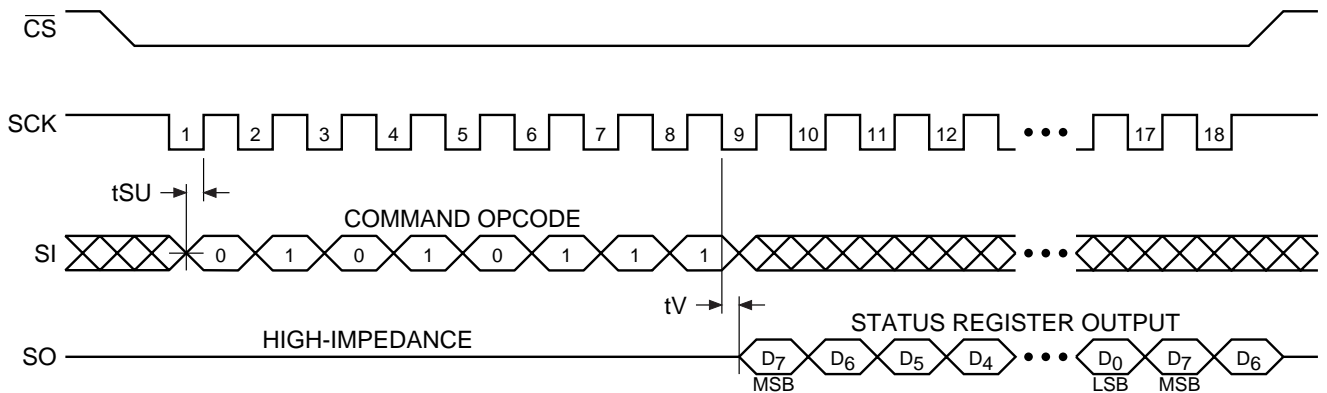 CS
SCK 1 2 3 4 5 6 7 8 9 10 11 12 17 18
tSU
COMMAND OPCODE
SI 0 1 0 1 0 1 1 1
tV
HIGH-IMPEDANCE
STATUS REGISTER OUTPUT
SO D7 D6 D5 D4 D0 D7 D6
MSB LSB MSB